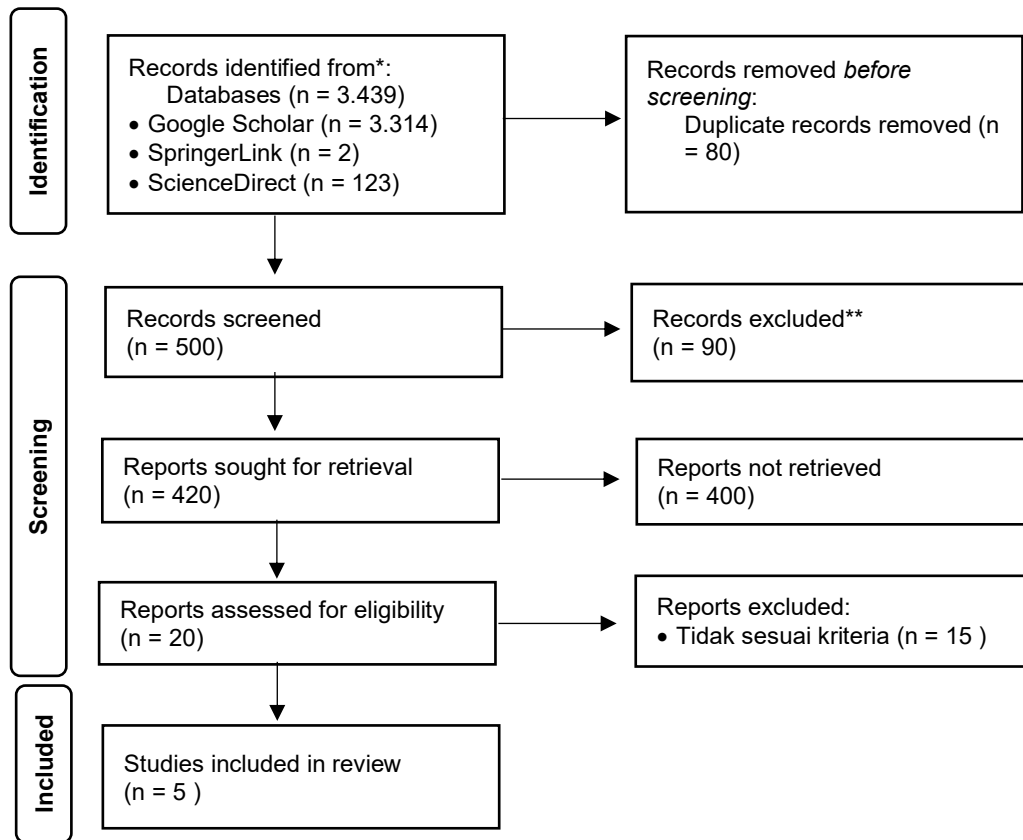 Identification
Records identified from*:
Databases (n = 3.439)
• Google Scholar (n = 3.314)
• SpringerLink (n = 2)
• ScienceDirect (n = 123)
Records removed before
screening:
Duplicate records removed (n
= 80)
Screening
Records screened
(n = 500)
Records excluded**
(n = 90)
Reports sought for retrieval
(n = 420)
Reports not retrieved
(n = 400)
Reports assessed for eligibility
(n = 20)
Reports excluded:
• Tidak sesuai kriteria (n = 15 )
Included
Studies included in review
(n = 5 )